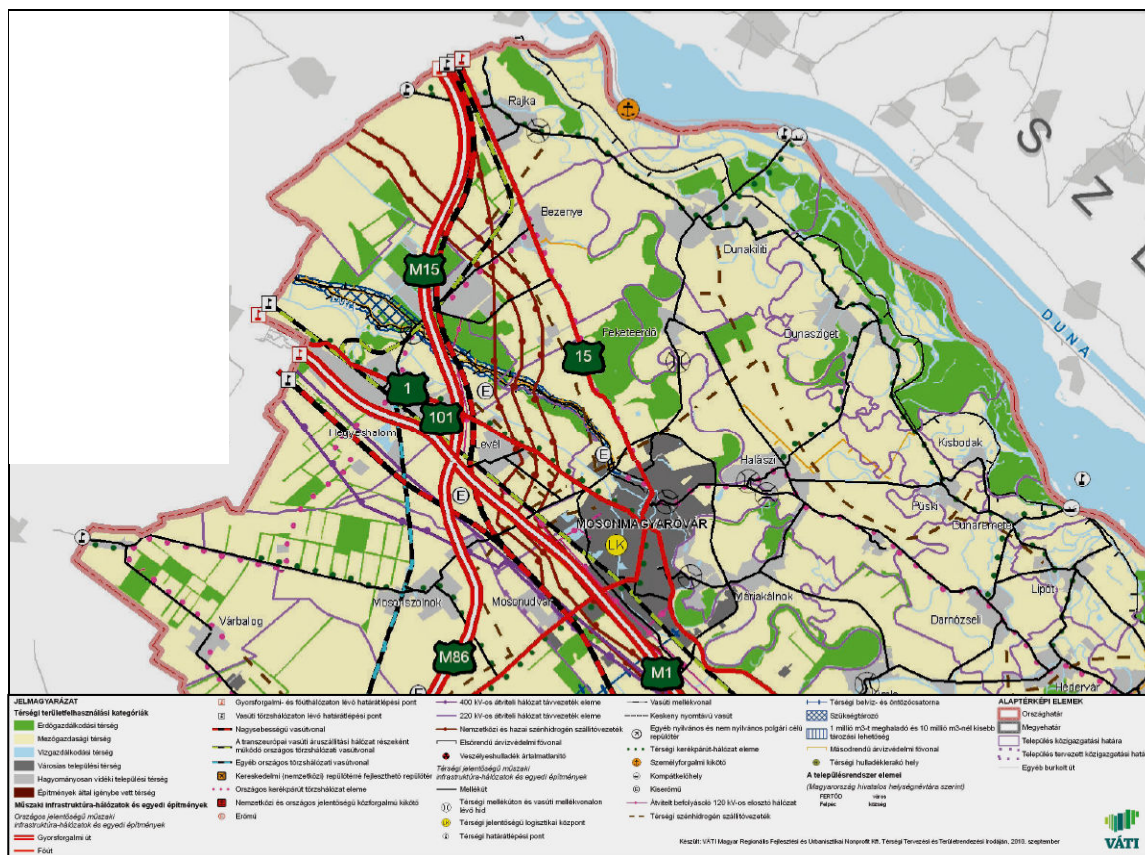 Rajka
S
Z
Bezenye
M15
Dunakiliti
DUNA
Feketeerdő
Dunasziget
15
1
101
Hegyeshalom
Levél
E
E
E
Halászi
Kisbodak
MOSONMAGYARÓVÁR
Püski
Dunaremete
LK
Várbalog
Mosonszolnok
Mosonudvar
Máriakálnok
Lipót
Darnózseli
M86
M1
Hédervár
JELMAGYARÁZAT
Térségi területfelhasználási kategóriák
Erdőgazdálkodási térség
Mezőgazdasági térség
Vízgazdálkodási térség
Városias települési térség
Hagyományosan vidéki települési térség
Építmények által igénybe vett térség
Műszaki infrastruktúra-hálózatok és egyedi építmények
Országos jelentőségű műszaki
infrastruktúra-hálózatok és egyedi építmények
Gyorsforgalmi út
Főút
Gyorsforgalmi- és főúthálózaton lévő határátlépési pont
Vasúti törzshálózaton lévő határátlépési pont
Nagysebességű vasútvonal
A transzeurópai vasúti áruszállítási hálózat részeként
működő országos törzshálózati vasútvonal
Egyéb országos törzshálózati vasútvonal
Kereskedelmi (nemzetközi) repülőtérré fejleszthető repülőtér
Országos kerékpárút törzshálózat eleme
Nemzetközi és országos jelentőségű közforgalmú kikötő
Erőmű
400 kV-os átviteli hálózat távvezeték eleme
220 kV-os átviteli hálózat távvezeték eleme
Nemzetközi és hazai szénhidrogén szállítóvezeték
Elsőrendű árvízvédelmi fővonal
Veszélyeshulladék ártalmatlanító
Térségi jelentőségű műszaki
infrastruktúra-hálózatok és egyedi építmények
Mellékút
Térségi mellékúton és vasúti mellékvonalon
lévő híd
Térségi jelentőségű logisztikai központ
Térségi határátlépési pont
Vasúti mellékvonal
Keskeny nyomtávú vasút
Egyéb nyilvános és nem nyilvános polgári célú
repülőtér
Térségi kerékpárút-hálózat eleme
Személyforgalmi kikötő
Kompátkelőhely
Kiserőmű
Átvitelt befolyásoló 120 kV-os elosztó hálózat
Térségi szénhidrogén szállítóvezeték
Térségi belvíz- és öntözőcsatorna
Szükségtározó
1 millió m3-t meghaladó és 10 millió m3-nél kisebb
tározási lehetőség
Másodrendű árvízvédelmi fővonal
Térségi hulladéklerakó hely
A településrendszer elemei
(Magyarország hivatalos helységnévtára szerint)
FERTŐD város
Felpéc község
ALAPTÉRKÉPI ELEMEK
Országhatár
Megyehatár
Település közigazgatási határa
Település tervezett közigazgatási határa
Egyéb burkolt út
Készült: VÁTI Magyar Regionális Fejlesztési és Urbanisztikai Nonprofit Kft. Térségi Tervezési és Területrendezési Irodáján, 2010. szeptember
VÁTI